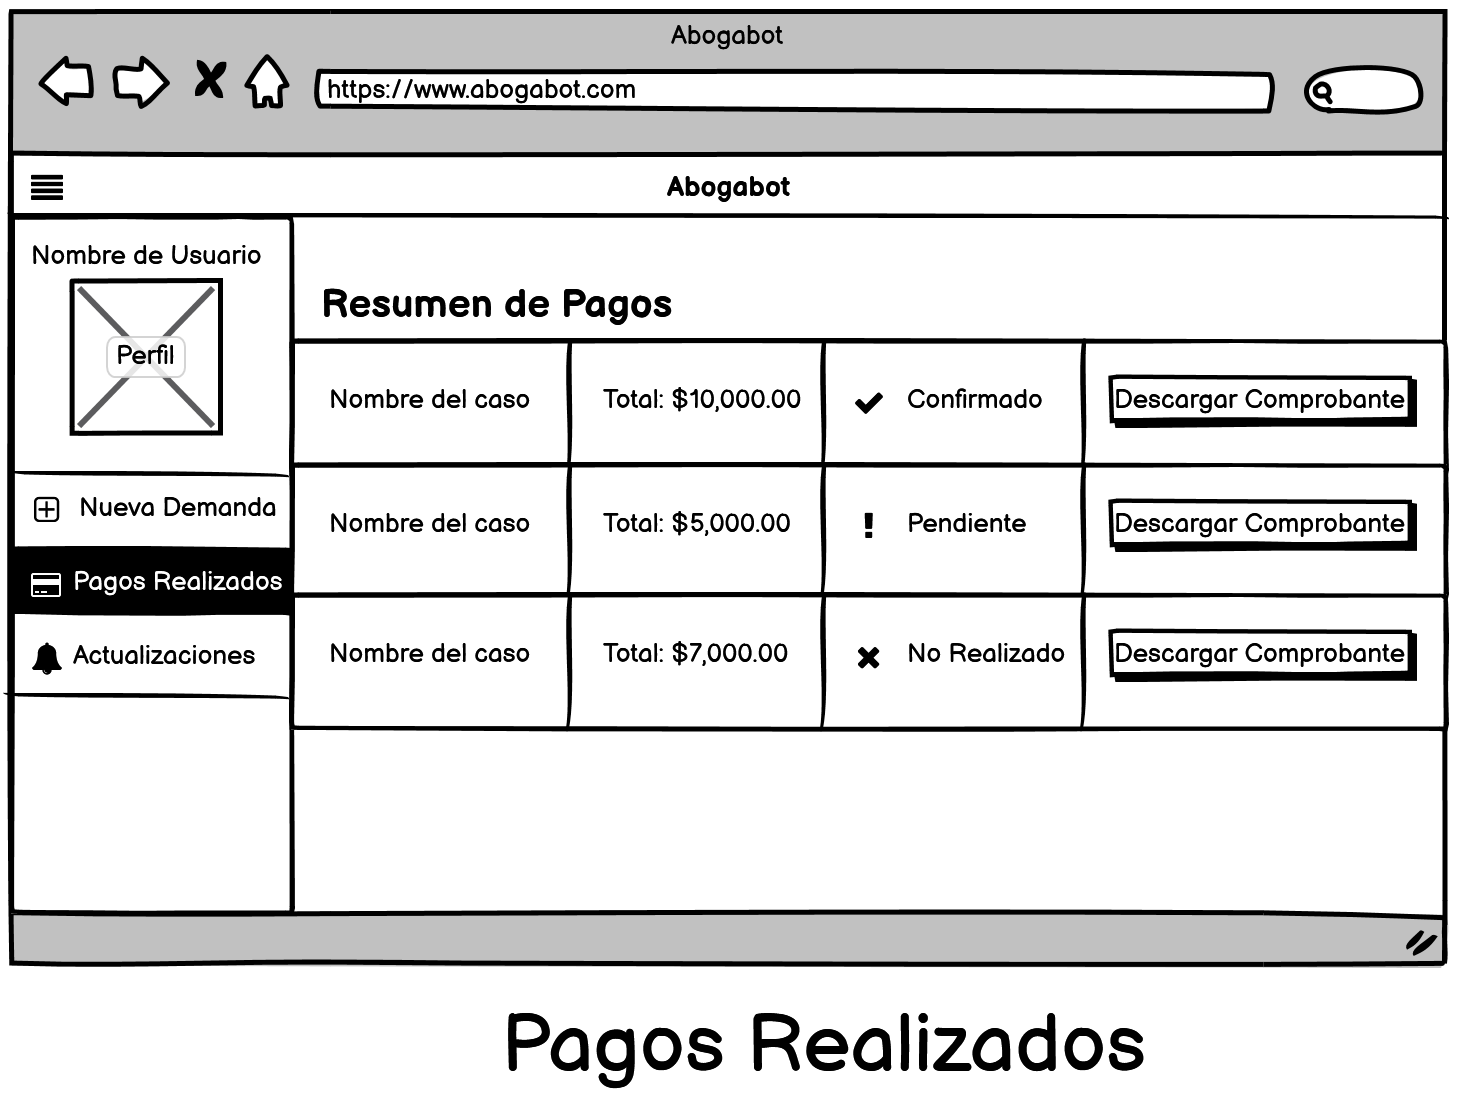 Abogabot
https://www.abogabot.com
Abogabot
Nombre de Usuario
Perfil
Nueva Demanda
Pagos Realizados
Actualizaciones
Resumen de Pagos
Nombre del caso Total: $10,000.00 Confirmado Descargar Comprobante
Nombre del caso Total: $5,000.00 Pendiente Descargar Comprobante
Nombre del caso Total: $7,000.00 No Realizado Descargar Comprobante
Pagos Realizados